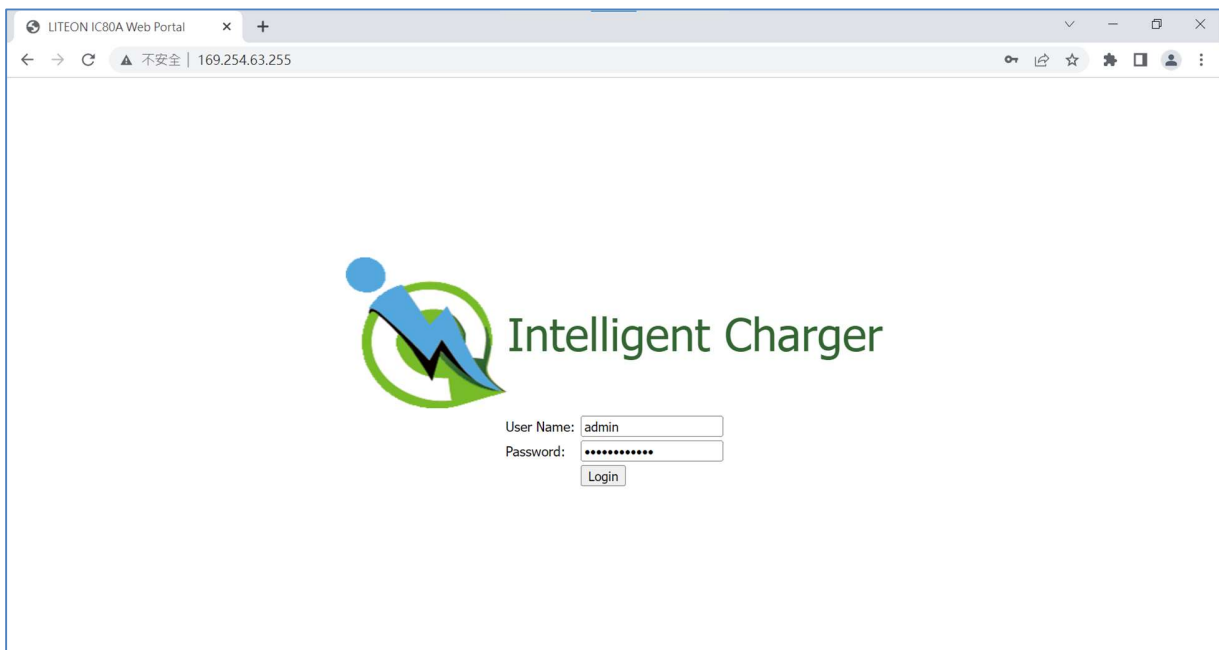 LITEON IC80A Web Portal
不安全 | 169.254.63.255
Intelligent Charger
User Name: admin
Password: ••••••••••••
Login